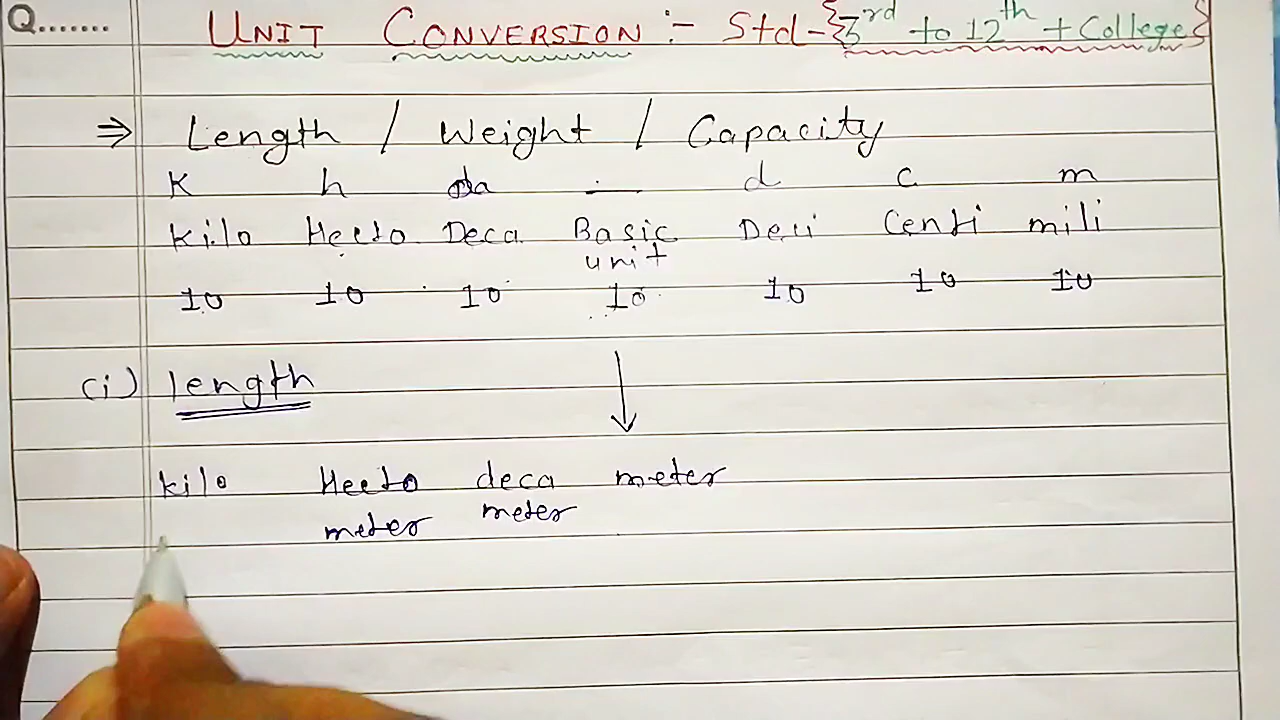 Q.......
UNIT CONVERSION :- Std-{3rd to 12th + College}
⇒ Length / Weight / Capacity
K h da — d c m
Kilo Hecto Deca Basic unit Deci Centi mili
10 10 10 10 10 10 10
(i) length
kilo Hecto deca meter
meter meter